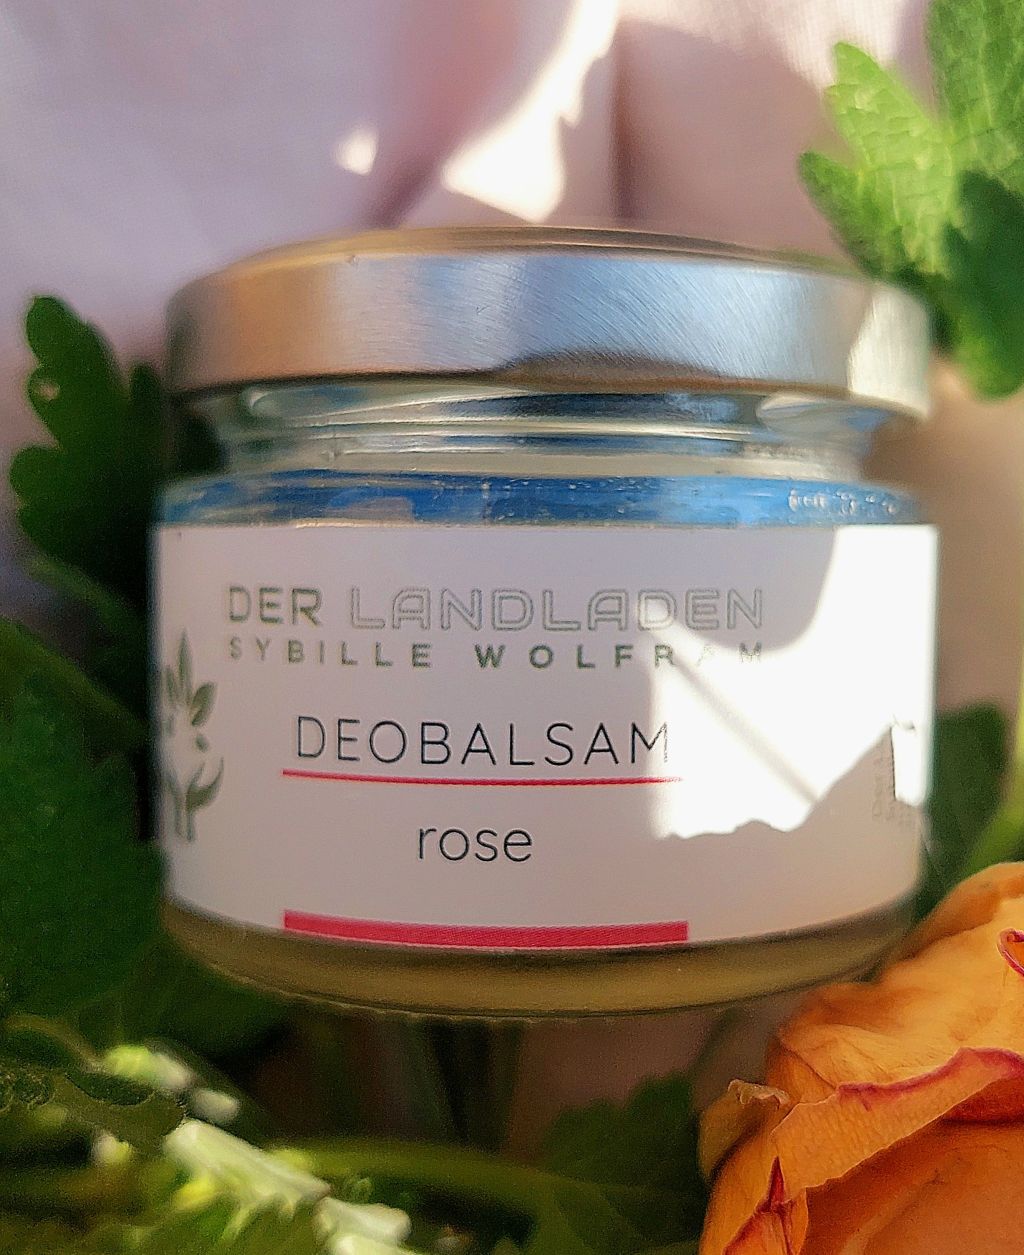 DER LANDLADEN
SYBILLE WOLFRAM
DEOBALSAM
rose